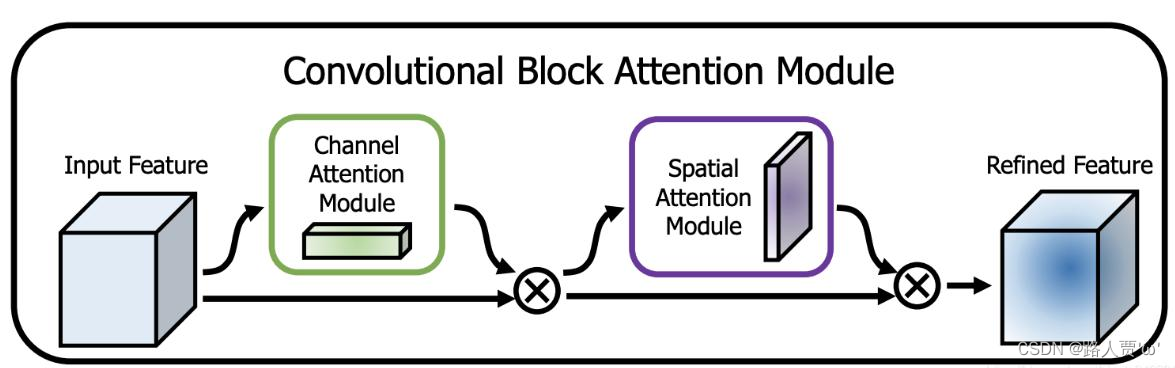 Convolutional Block Attention Module
Input Feature
Channel
Attention
Module
Spatial
Attention
Module
Refined Feature
CSDN @路人贾'ω'